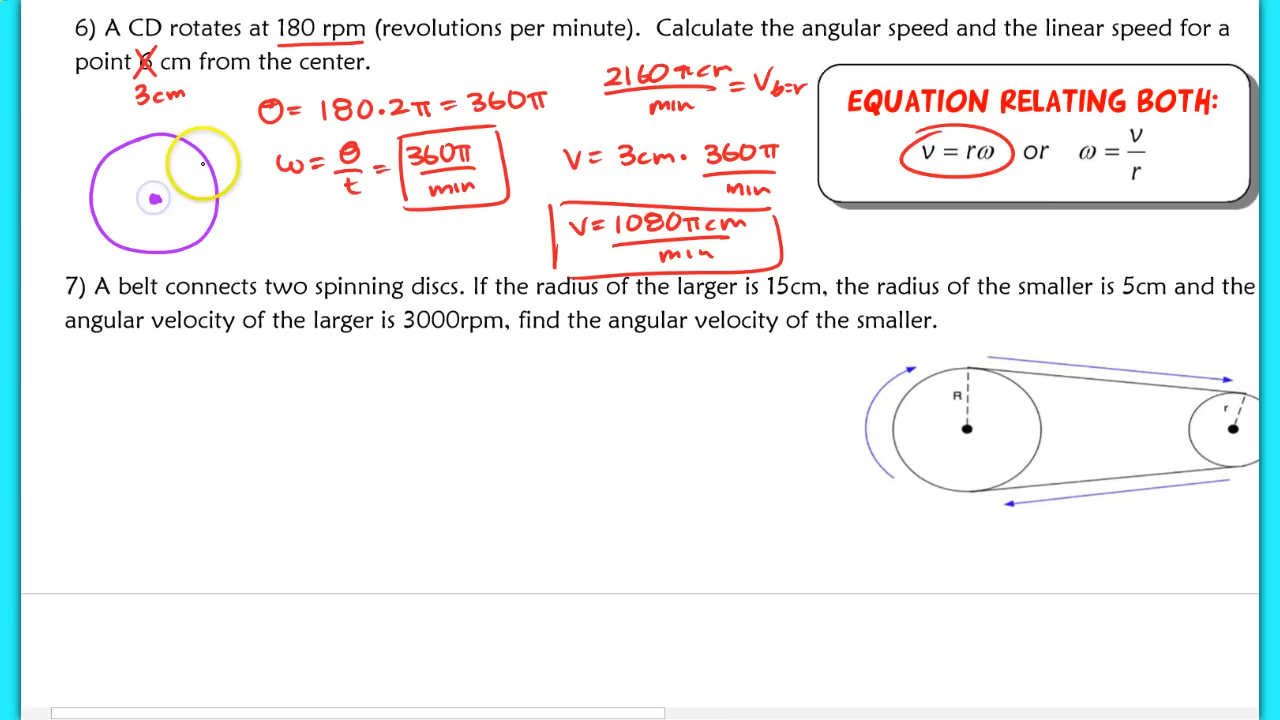 6) A CD rotates at 180 rpm (revolutions per minute). Calculate the angular speed and the linear speed for a
point 6 cm from the center.
3cm
θ = 180·2π = 360π
ω = θ/t = 360π/min
2160π cm/min = V b=r
v = 3cm · 360π/min
v = 1080π cm/min
EQUATION RELATING BOTH:
v = rω or ω = v/r
7) A belt connects two spinning discs. If the radius of the larger is 15cm, the radius of the smaller is 5cm and the
angular velocity of the larger is 3000rpm, find the angular velocity of the smaller.
R
r